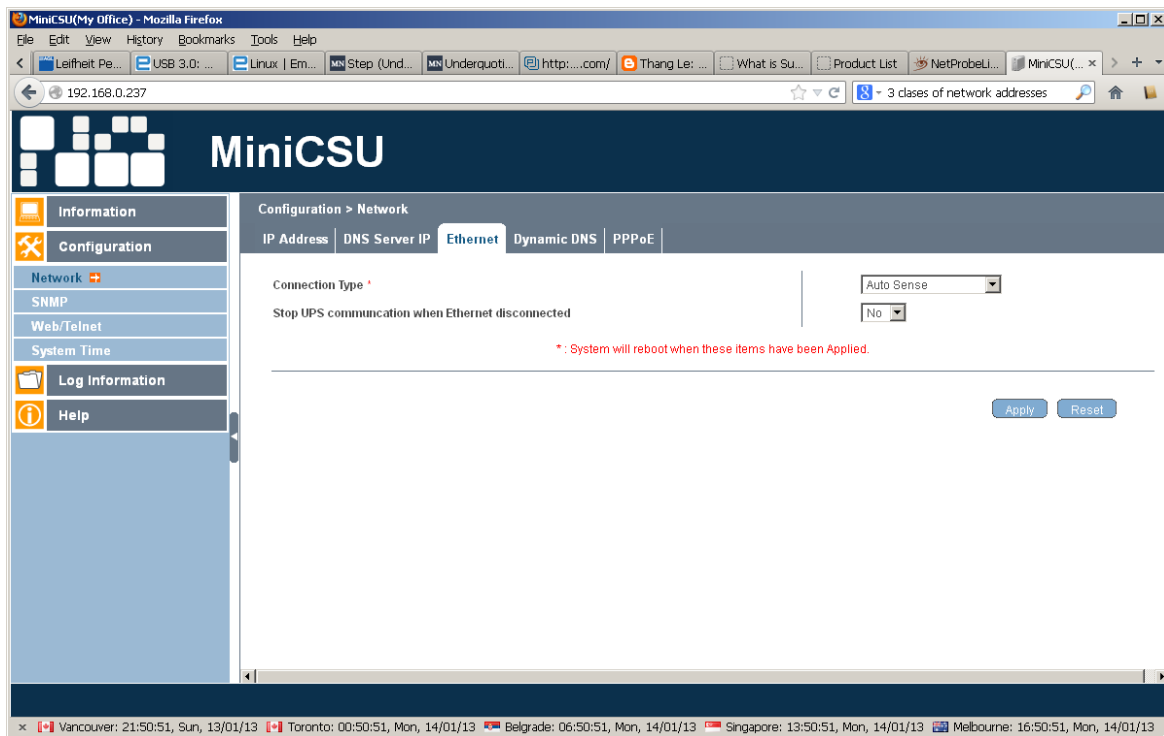 MiniCSU(My Office) - Mozilla Firefox
File Edit View History Bookmarks Tools Help
Leifheit Pe... USB 3.0: ... Linux | Em... Step (Und... Underquoti... http:....com/ Thang Le: ... What is Su... Product List NetProbeLi... MiniCSU(... ×
192.168.0.237 3 clases of network addresses
MiniCSU
Information
Configuration
Network
SNMP
Web/Telnet
System Time
Log Information
Help
Configuration > Network
IP Address DNS Server IP Ethernet Dynamic DNS PPPoE
Connection Type * Auto Sense
Stop UPS communcation when Ethernet disconnected No
* : System will reboot when these items have been Applied.
Apply Reset
× Vancouver: 21:50:51, Sun, 13/01/13 Toronto: 00:50:51, Mon, 14/01/13 Belgrade: 06:50:51, Mon, 14/01/13 Singapore: 13:50:51, Mon, 14/01/13 Melbourne: 16:50:51, Mon, 14/01/13